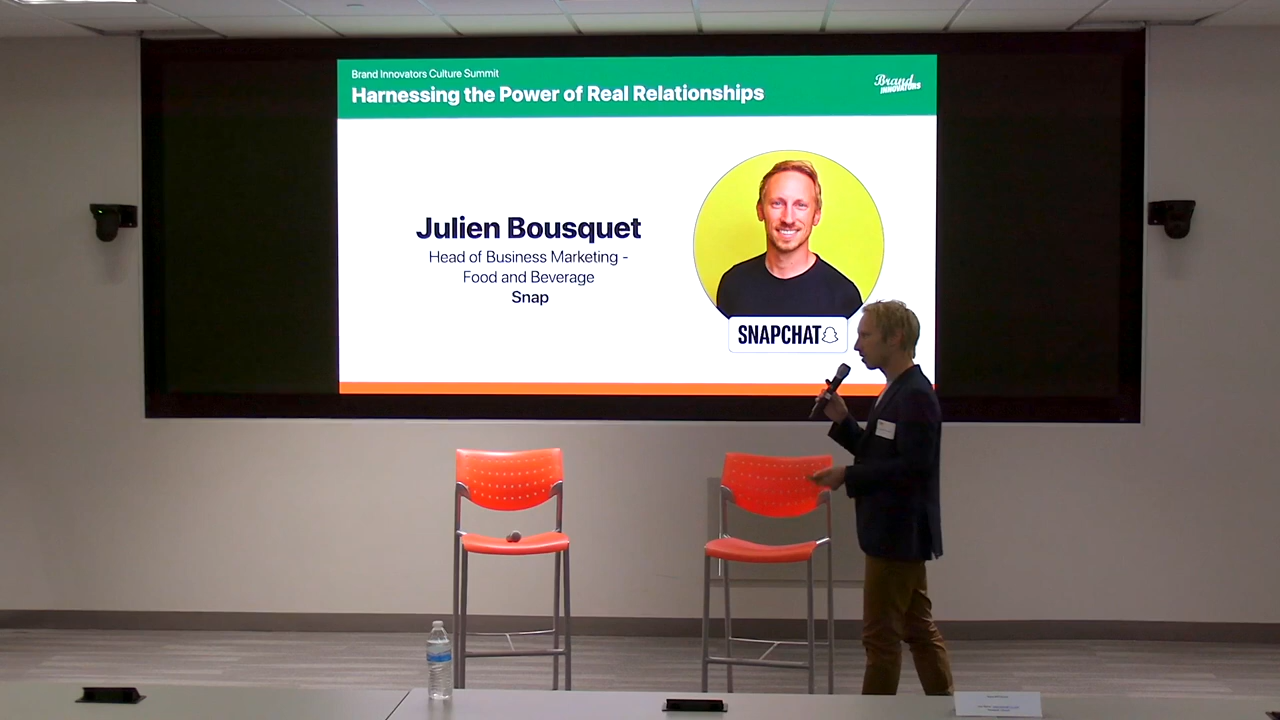 Brand Innovators Culture Summit
Harnessing the Power of Real Relationships
Brand
INNOVATORS
Julien Bousquet
Head of Business Marketing -
Food and Beverage
Snap
SNAPCHAT